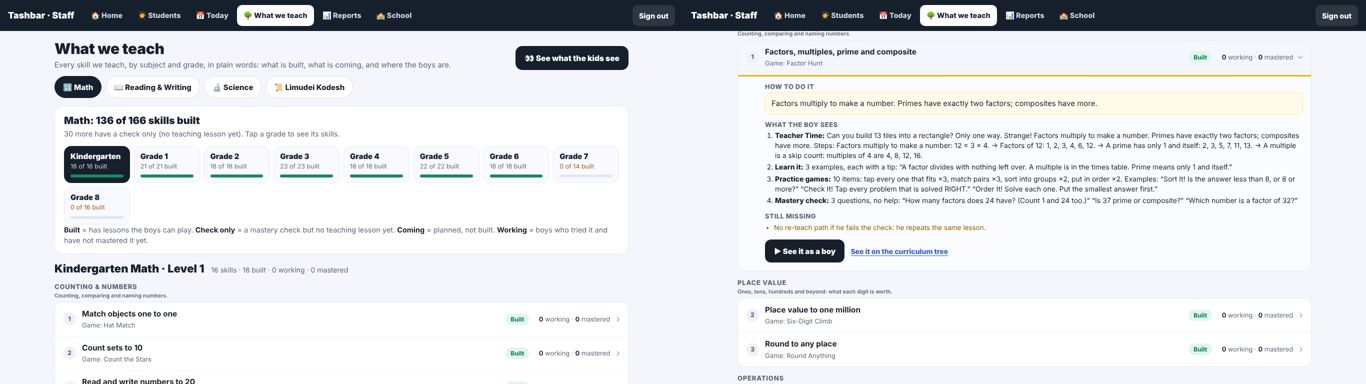 Tashbar · Staff
🏠 Home
🧒 Students
📅 Today
🌳 What we teach
📊 Reports
🏫 School
Sign out
What we teach
Every skill we teach, by subject and grade, in plain words: what is built, what is coming, and where the boys are.
👀 See what the kids see
🔢 Math
📖 Reading & Writing
🔬 Science
📜 Limudei Kodesh
Math: 136 of 166 skills built
30 more have a check only (no teaching lesson yet). Tap a grade to see its skills.
Kindergarten
16 of 16 built
Grade 1
21 of 21 built
Grade 2
18 of 18 built
Grade 3
23 of 23 built
Grade 4
18 of 18 built
Grade 5
22 of 22 built
Grade 6
18 of 18 built
Grade 7
0 of 14 built
Grade 8
0 of 16 built
Built = has lessons the boys can play. Check only = a mastery check but no teaching lesson yet. Coming = planned, not built. Working = boys who tried it and
have not mastered it yet.
Kindergarten Math · Level 1 16 skills · 16 built · 0 working · 0 mastered
COUNTING & NUMBERS
Counting, comparing and naming numbers.
1 Match objects one to one
Game: Hat Match
Built 0 working · 0 mastered ›
2 Count sets to 10
Game: Count the Stars
Built 0 working · 0 mastered ›
Read and write numbers to 20
Tashbar · Staff
🏠 Home
🧒 Students
📅 Today
🌳 What we teach
📊 Reports
🏫 School
Sign out
Counting, comparing and naming numbers.
1 Factors, multiples, prime and composite
Game: Factor Hunt
Built 0 working · 0 mastered
HOW TO DO IT
Factors multiply to make a number. Primes have exactly two factors; composites have more.
WHAT THE BOY SEES
1. Teacher Time: Can you build 13 tiles into a rectangle? Only one way. Strange! Factors multiply to make a number. Primes have exactly two factors; composites
have more. Steps: Factors multiply to make a number: 12 = 3 × 4. → Factors of 12: 1, 2, 3, 4, 6, 12. → A prime has only 1 and itself: 2, 3, 5, 7, 11, 13. → A multiple
is a skip count: multiples of 4 are 4, 8, 12, 16.
2. Learn it: 3 examples, each with a tip: “A factor divides with nothing left over. A multiple is in the times table. Prime means only 1 and itself.”
3. Practice games: 10 items: tap every one that fits ×3, match pairs ×3, sort into groups ×2, put in order ×2. Examples: “Sort It! Is the answer less than 8, or 8 or
more?” “Check It! Tap every problem that is solved RIGHT.” “Order It! Solve each one. Put the smallest answer first.”
4. Mastery check: 3 questions, no help: “How many factors does 24 have? (Count 1 and 24 too.)” “Is 37 prime or composite?” “Which number is a factor of 32?”
STILL MISSING
• No re-teach path if he fails the check: he repeats the same lesson.
▶ See it as a boy
See it on the curriculum tree
PLACE VALUE
Ones, tens, hundreds and beyond: what each digit is worth.
2 Place value to one million
Game: Six-Digit Climb
Built 0 working · 0 mastered ›
3 Round to any place
Game: Round Anything
Built 0 working · 0 mastered ›
OPERATIONS